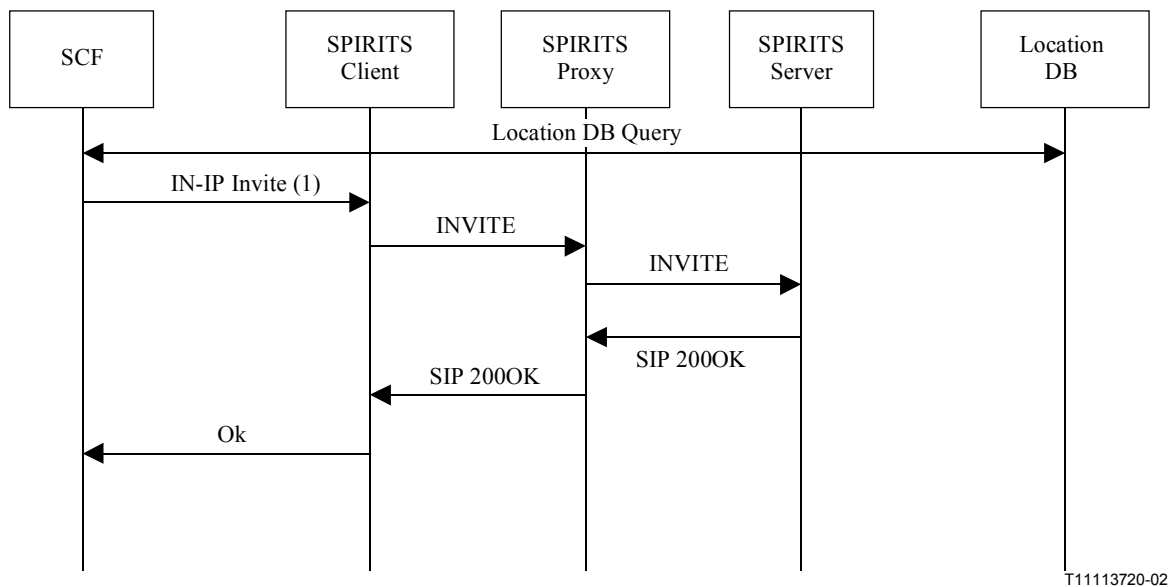 SCF
SPIRITS
Client
SPIRITS
Proxy
SPIRITS
Server
Location
DB
Location DB Query
IN-IP Invite (1)
INVITE
INVITE
SIP 200OK
SIP 200OK
Ok
T11113720-02